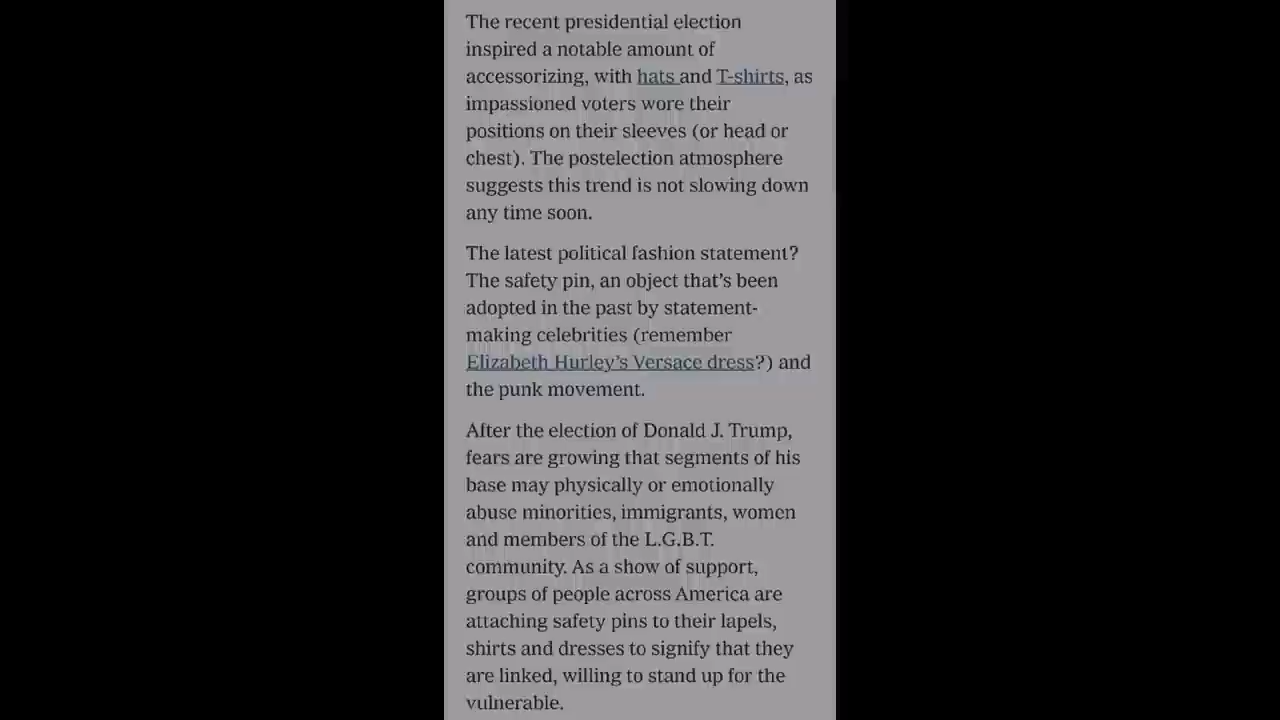 The recent presidential election
inspired a notable amount of
accessorizing, with hats and T-shirts, as
impassioned voters wore their
positions on their sleeves (or head or
chest). The postelection atmosphere
suggests this trend is not slowing down
any time soon.
The latest political fashion statement?
The safety pin, an object that's been
adopted in the past by statement-
making celebrities (remember
Elizabeth Hurley's Versace dress?) and
the punk movement.
After the election of Donald J. Trump,
fears are growing that segments of his
base may physically or emotionally
abuse minorities, immigrants, women
and members of the L.G.B.T.
community. As a show of support,
groups of people across America are
attaching safety pins to their lapels,
shirts and dresses to signify that they
are linked, willing to stand up for the
vulnerable.